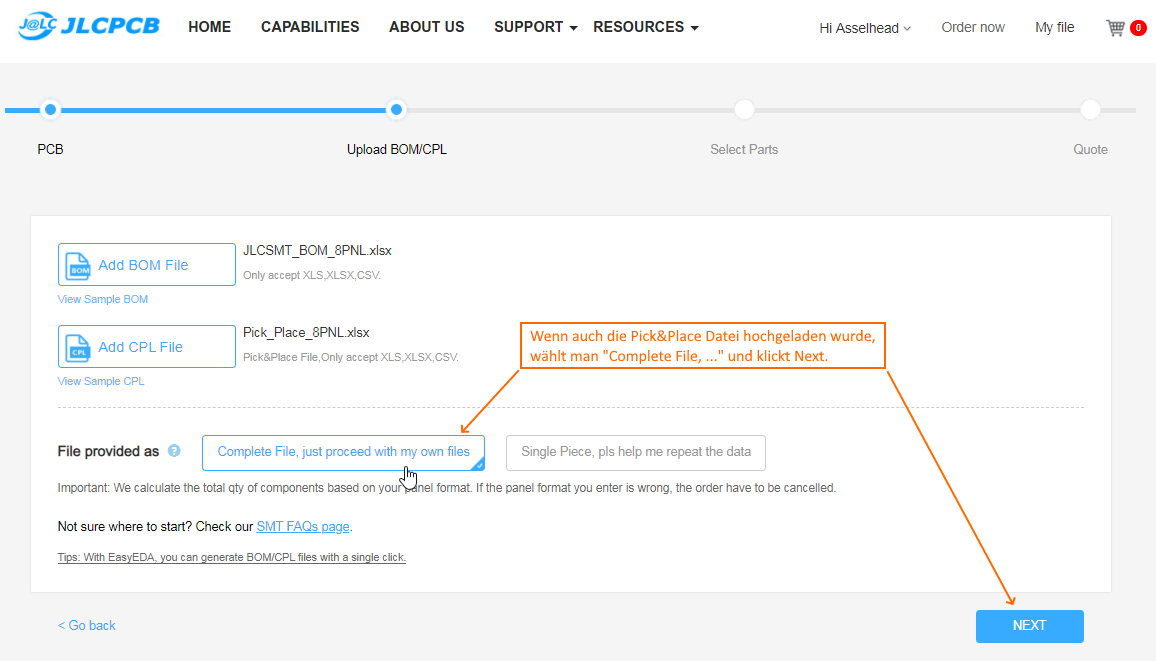 J@LC JLCPCB HOME CAPABILITIES ABOUT US SUPPORT RESOURCES Hi Asselhead Order now My file 0
PCB Upload BOM/CPL Select Parts Quote
BOM Add BOM File JLCSMT_BOM_8PNL.xlsx
Only accept XLS,XLSX,CSV.
View Sample BOM
CPL Add CPL File Pick_Place_8PNL.xlsx
Pick&Place File,Only accept XLS,XLSX,CSV.
View Sample CPL
Wenn auch die Pick&Place Datei hochgeladen wurde,
wählt man "Complete File, ..." und klickt Next.
File provided as ? Complete File, just proceed with my own files Single Piece, pls help me repeat the data
Important: We calculate the total qty of components based on your panel format. If the panel format you enter is wrong, the order have to be cancelled.
Not sure where to start? Check our SMT FAQs page.
Tips: With EasyEDA, you can generate BOM/CPL files with a single click.
< Go back NEXT